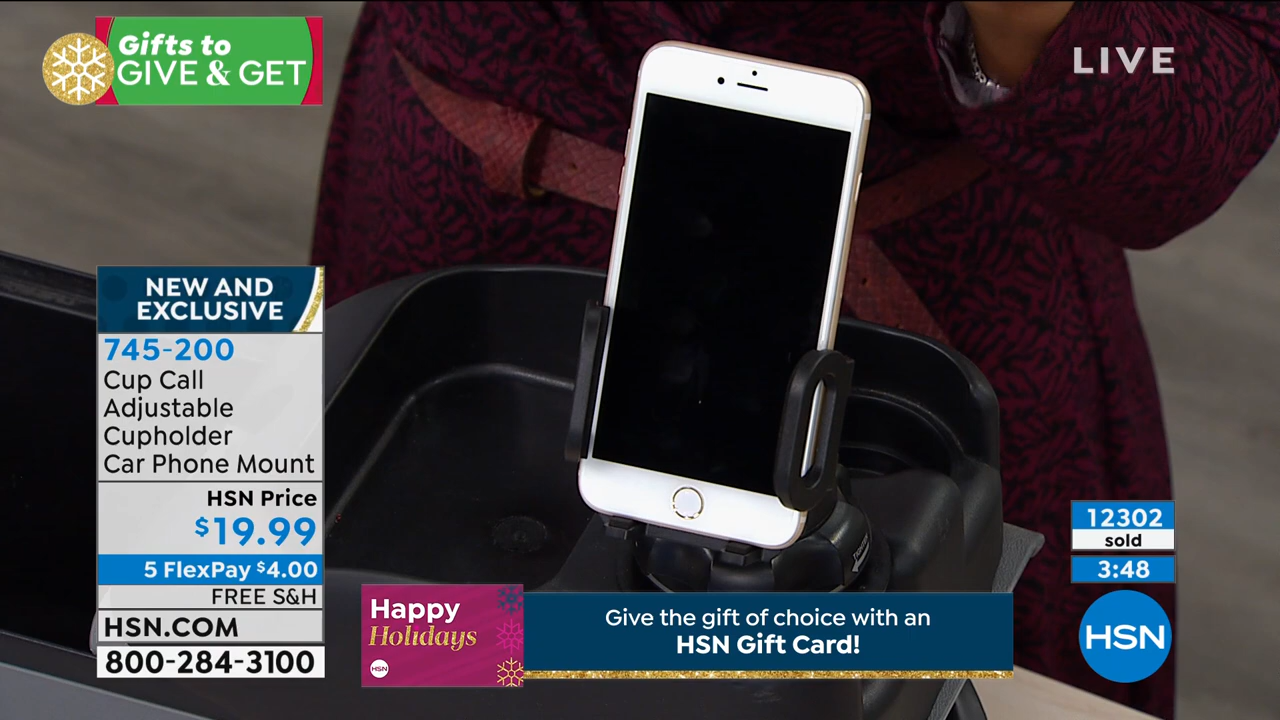 Gifts to
GIVE & GET
LIVE
NEW AND
EXCLUSIVE
745-200
Cup Call
Adjustable
Cupholder
Car Phone Mount
HSN Price
$19.99
5 FlexPay $4.00
FREE S&H
HSN.COM
800-284-3100
12302
sold
3:48
HSN
Happy
Holidays
HSN
Give the gift of choice with an
HSN Gift Card!